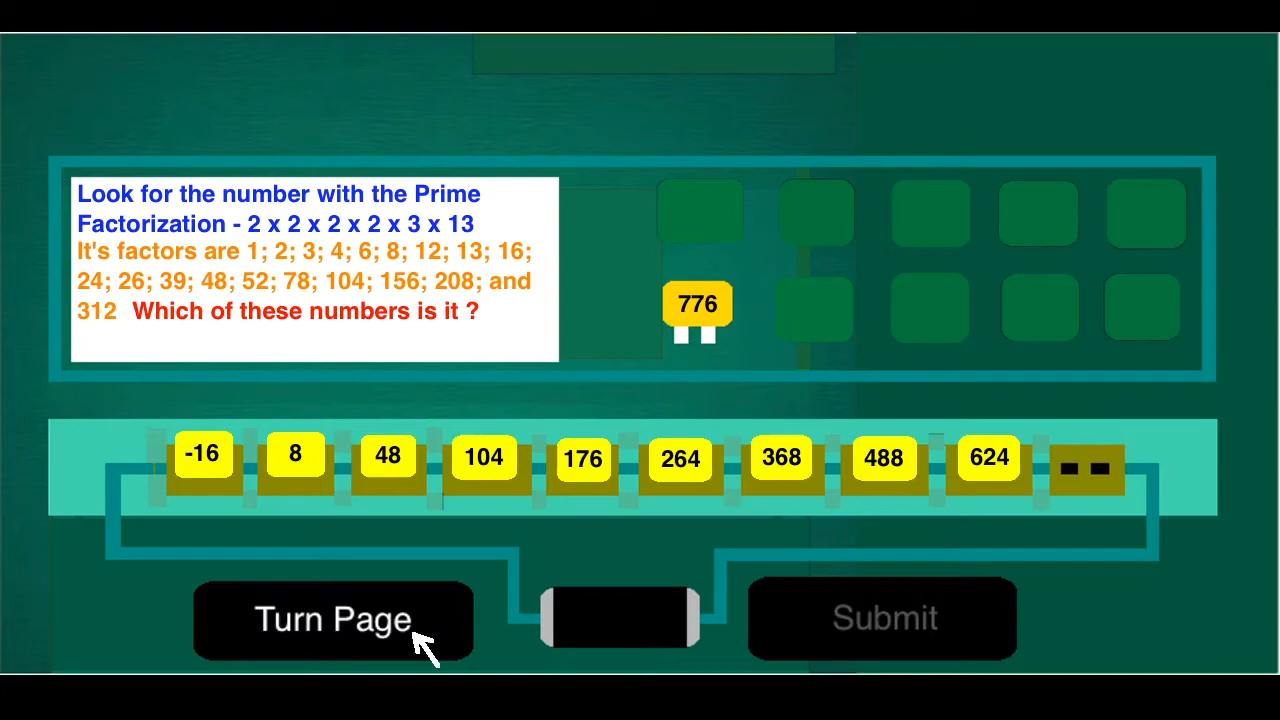 Look for the number with the Prime
Factorization - 2 x 2 x 2 x 2 x 3 x 13
It's factors are 1; 2; 3; 4; 6; 8; 12; 13; 16;
24; 26; 39; 48; 52; 78; 104; 156; 208; and
312 Which of these numbers is it ?
776
-16 8 48 104 176 264 368 488 624 - -
Turn Page Submit